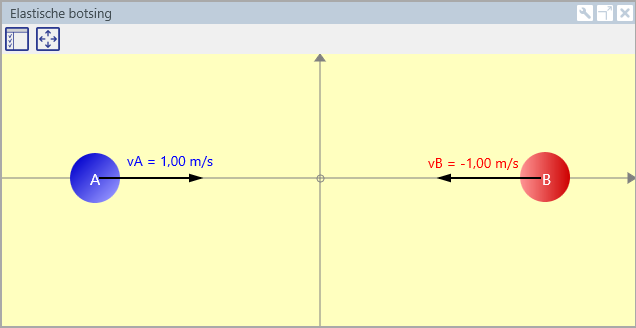 Elastische botsing
vA = 1,00 m/s
vB = -1,00 m/s
A
B